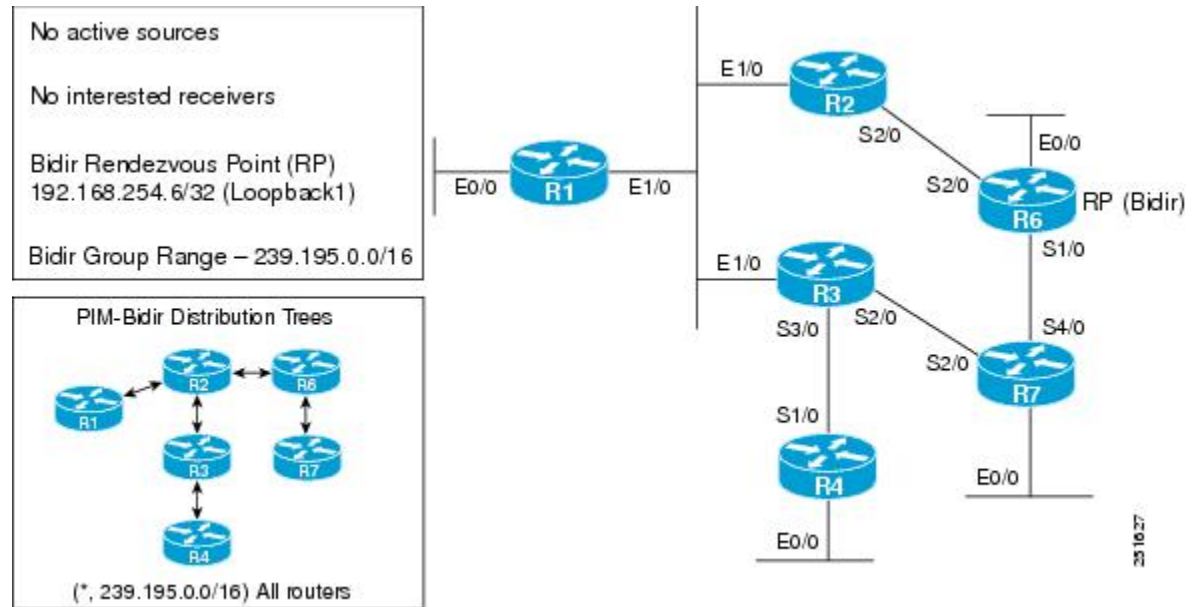 No active sources
No interested receivers
Bidir Rendezvous Point (RP)
192.168.254.6/32 (Loopback1)
Bidir Group Range – 239.195.0.0/16
PIM-Bidir Distribution Trees
R1
R2
R6
R3
R7
R4
(*, 239.195.0.0/16) All routers
E0/0
R1
E1/0
E1/0
R2
S2/0
E0/0
S2/0
R6
RP (Bidir)
S1/0
E1/0
R3
S3/0
S2/0
S4/0
S2/0
R7
S1/0
R4
E0/0
E0/0
251627